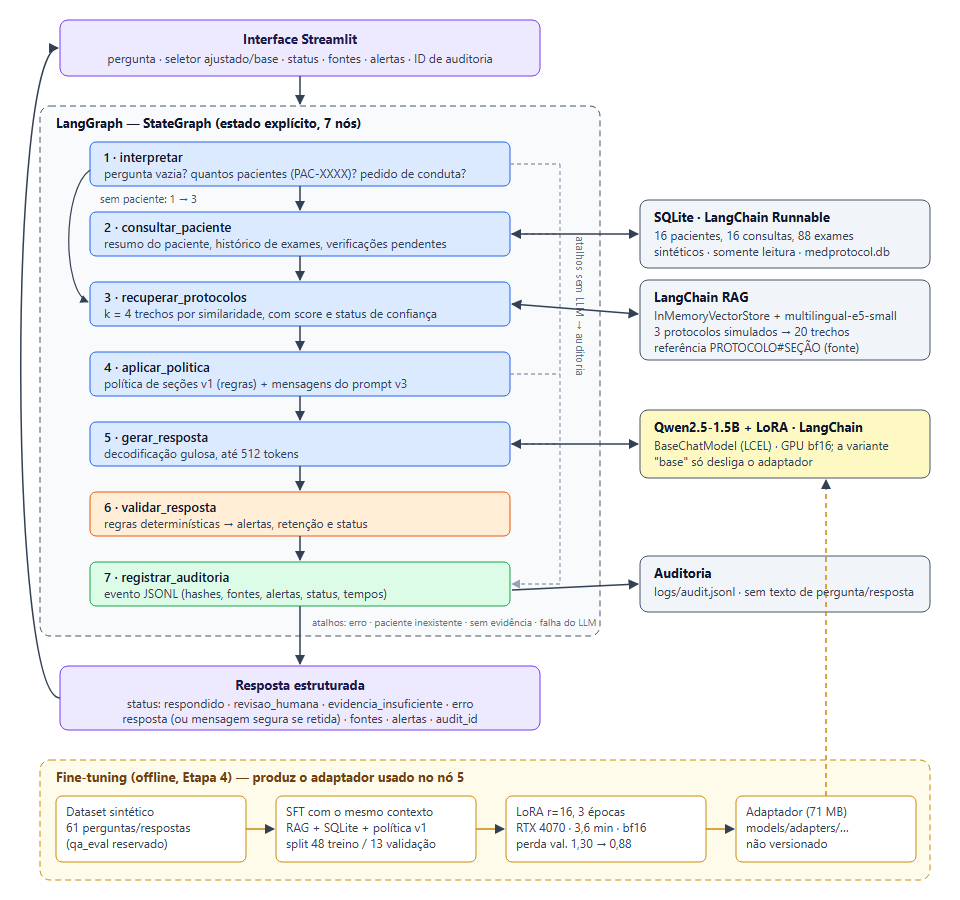 Interface Streamlit
pergunta · seletor ajustado/base · status · fontes · alertas · ID de auditoria
LangGraph — StateGraph (estado explícito, 7 nós)
1 · interpretar
pergunta vazia? quantos pacientes (PAC-XXXX)? pedido de conduta?
sem paciente: 1 → 3
2 · consultar_paciente
resumo do paciente, histórico de exames, verificações pendentes
3 · recuperar_protocolos
k = 4 trechos por similaridade, com score e status de confiança
4 · aplicar_politica
política de seções v1 (regras) + mensagens do prompt v3
5 · gerar_resposta
decodificação gulosa, até 512 tokens
6 · validar_resposta
regras determinísticas → alertas, retenção e status
7 · registrar_auditoria
evento JSONL (hashes, fontes, alertas, status, tempos)
atalhos sem LLM → auditoria
atalhos: erro · paciente inexistente · sem evidência · falha do LLM
SQLite · LangChain Runnable
16 pacientes, 16 consultas, 88 exames
sintéticos · somente leitura · medprotocol.db
LangChain RAG
InMemoryVectorStore + multilingual-e5-small
3 protocolos simulados → 20 trechos
referência PROTOCOLO#SEÇÃO (fonte)
Qwen2.5-1.5B + LoRA · LangChain
BaseChatModel (LCEL) · GPU bf16; a variante
"base" só desliga o adaptador
Auditoria
logs/audit.jsonl · sem texto de pergunta/resposta
Resposta estruturada
status: respondido · revisao_humana · evidencia_insuficiente · erro
resposta (ou mensagem segura se retida) · fontes · alertas · audit_id
Fine-tuning (offline, Etapa 4) — produz o adaptador usado no nó 5
Dataset sintético
61 perguntas/respostas
(qa_eval reservado)
SFT com o mesmo contexto
RAG + SQLite + política v1
split 48 treino / 13 validação
LoRA r=16, 3 épocas
RTX 4070 · 3,6 min · bf16
perda val. 1,30 → 0,88
Adaptador (71 MB)
models/adapters/...
não versionado